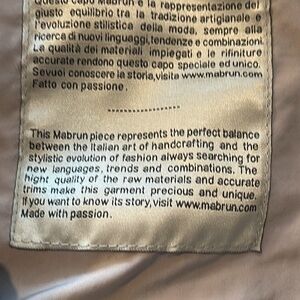 Questo capo Mabrun è la rappresentazione del
giusto equilibrio tra la tradizione artigianale e
l'evoluzione stilistica della moda, sempre alla
ricerca di nuovi linguaggi,tendenze e combinazioni.
La qualità dei materiali impiegati e le rifiniture
accurate rendono questo capo speciale ed unico.
Sevuoi conoscere la storia,visita www.mabrun.com
Fatto con passione.
This Mabrun piece represents the perfect balance
between the Italian art of handcrafting and the
stylistic evolution of fashion always searching for
new languages, trends and combinations. The
hight quality of the raw materials and accurate
trims make this garment precious and unique.
If you want to know its story,visit www.mabrun.com
Made with passion.